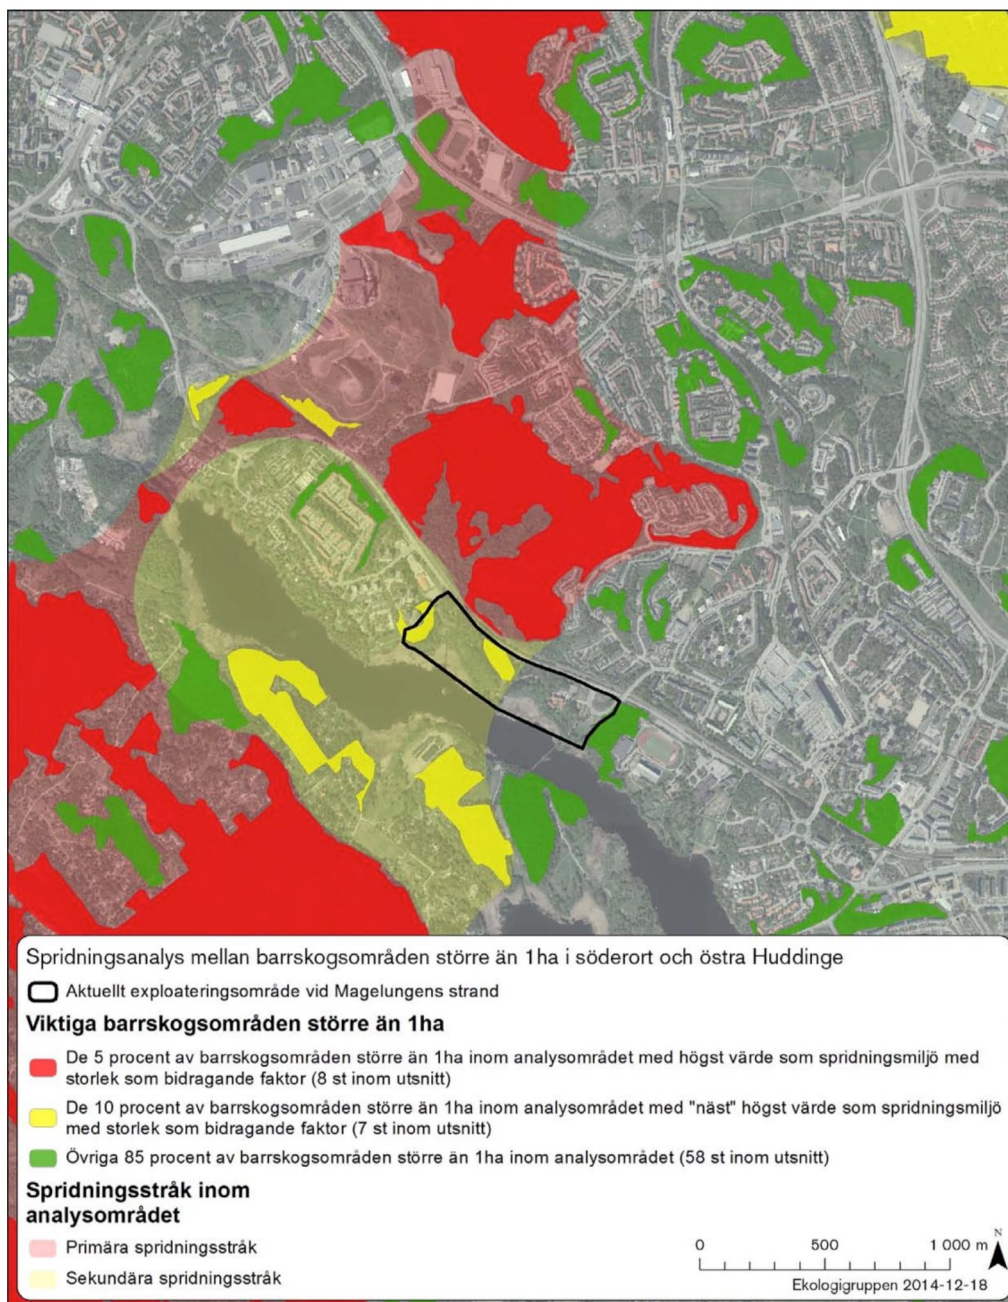 Spridningsanalys mellan barrskogsområden större än 1ha i söderort och östra Huddinge
Aktuellt exploateringsområde vid Magelungens strand
Viktiga barrskogsområden större än 1ha
De 5 procent av barrskogsområden större än 1ha inom analysområdet med högst värde som spridningsmiljö med
storlek som bidragande faktor (8 st inom utsnitt)
De 10 procent av barrskogsområden större än 1ha inom analysområdet med "näst" högst värde som spridningsmiljö
med storlek som bidragande faktor (7 st inom utsnitt)
Övriga 85 procent av barrskogsområden större än 1ha inom analysområdet (58 st inom utsnitt)
Spridningsstråk inom
analysområdet
Primära spridningsstråk
Sekundära spridningsstråk
0 500 1 000 m
N
Ekologigruppen 2014-12-18